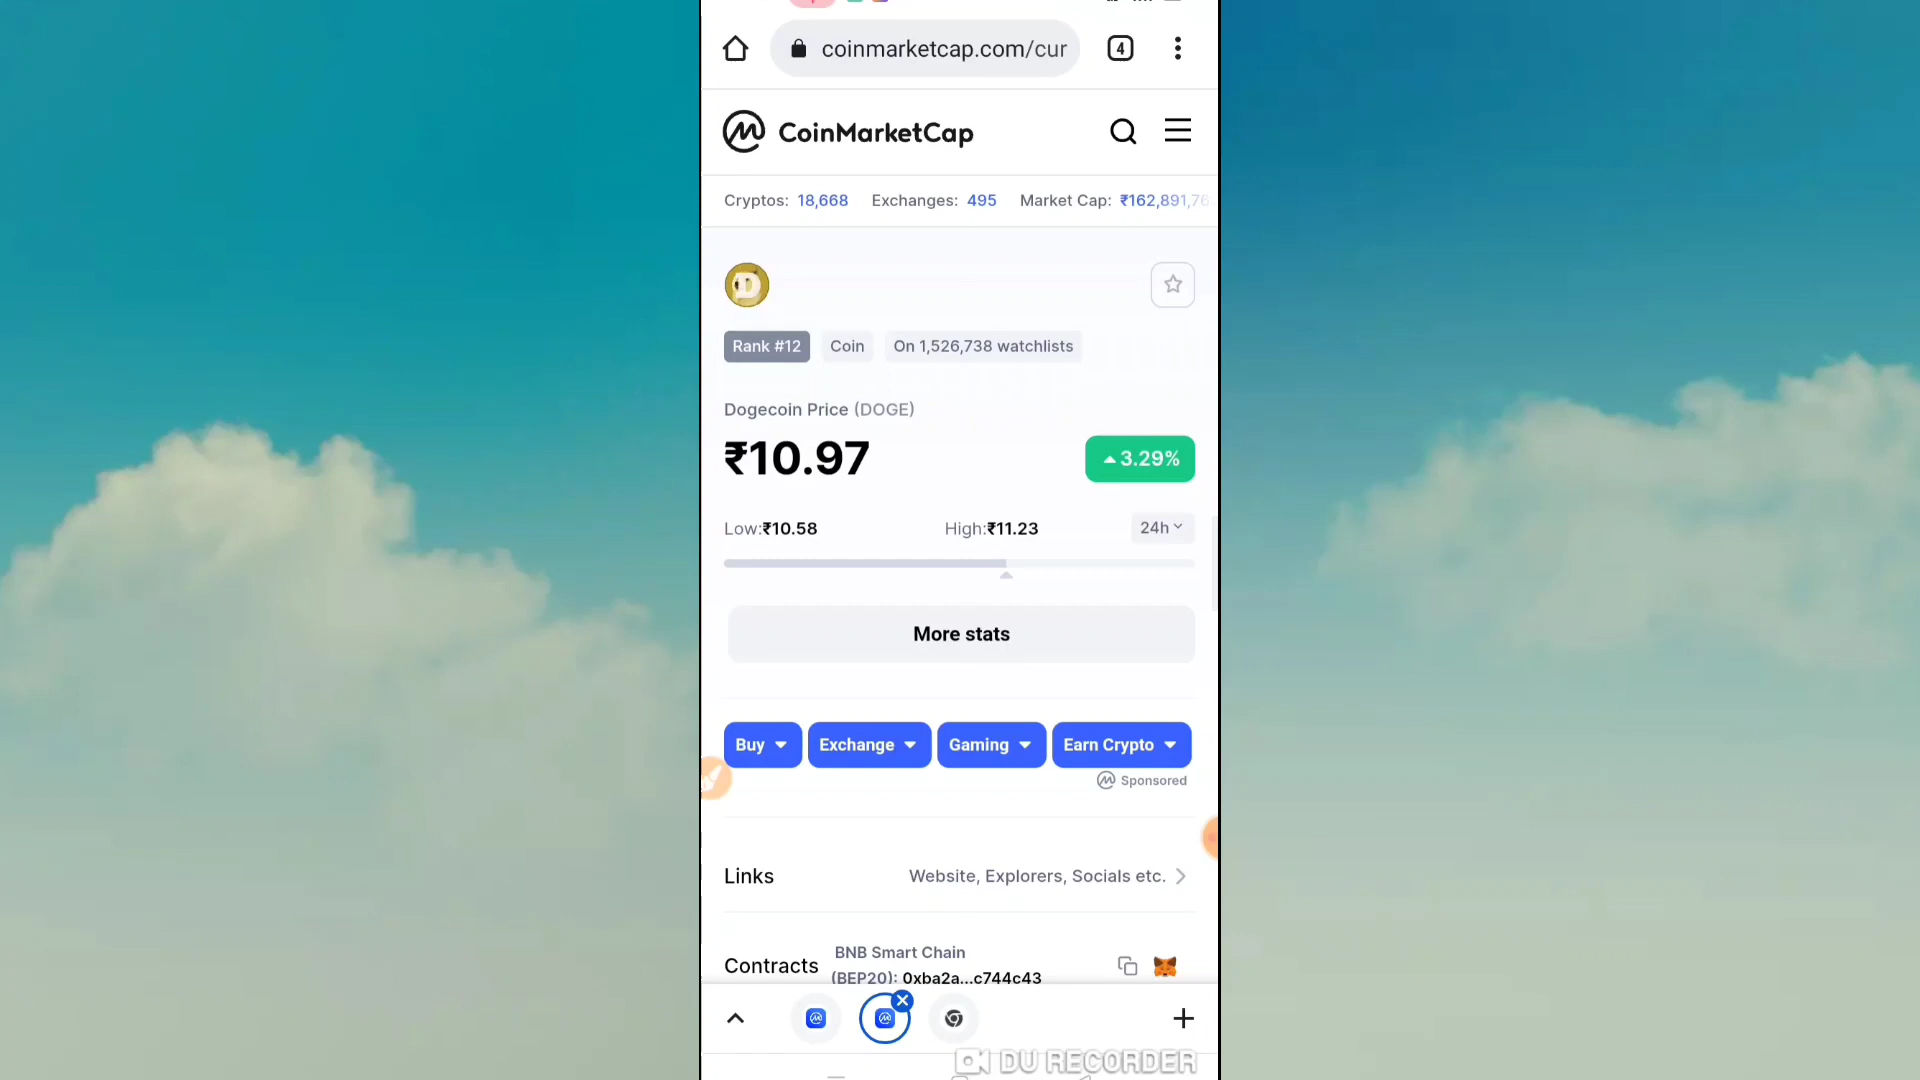 coinmarketcap.com/cur
4
CoinMarketCap
Cryptos: 18,668 Exchanges: 495 Market Cap: ₹162,891,76
Rank #12 Coin On 1,526,738 watchlists
Dogecoin Price (DOGE)
₹10.97
3.29%
Low:₹10.58 High:₹11.23 24h
More stats
Buy Exchange Gaming Earn Crypto
Sponsored
Links Website, Explorers, Socials etc.
Contracts BNB Smart Chain
(BEP20): 0xba2a...c744c43
DU RECORDER